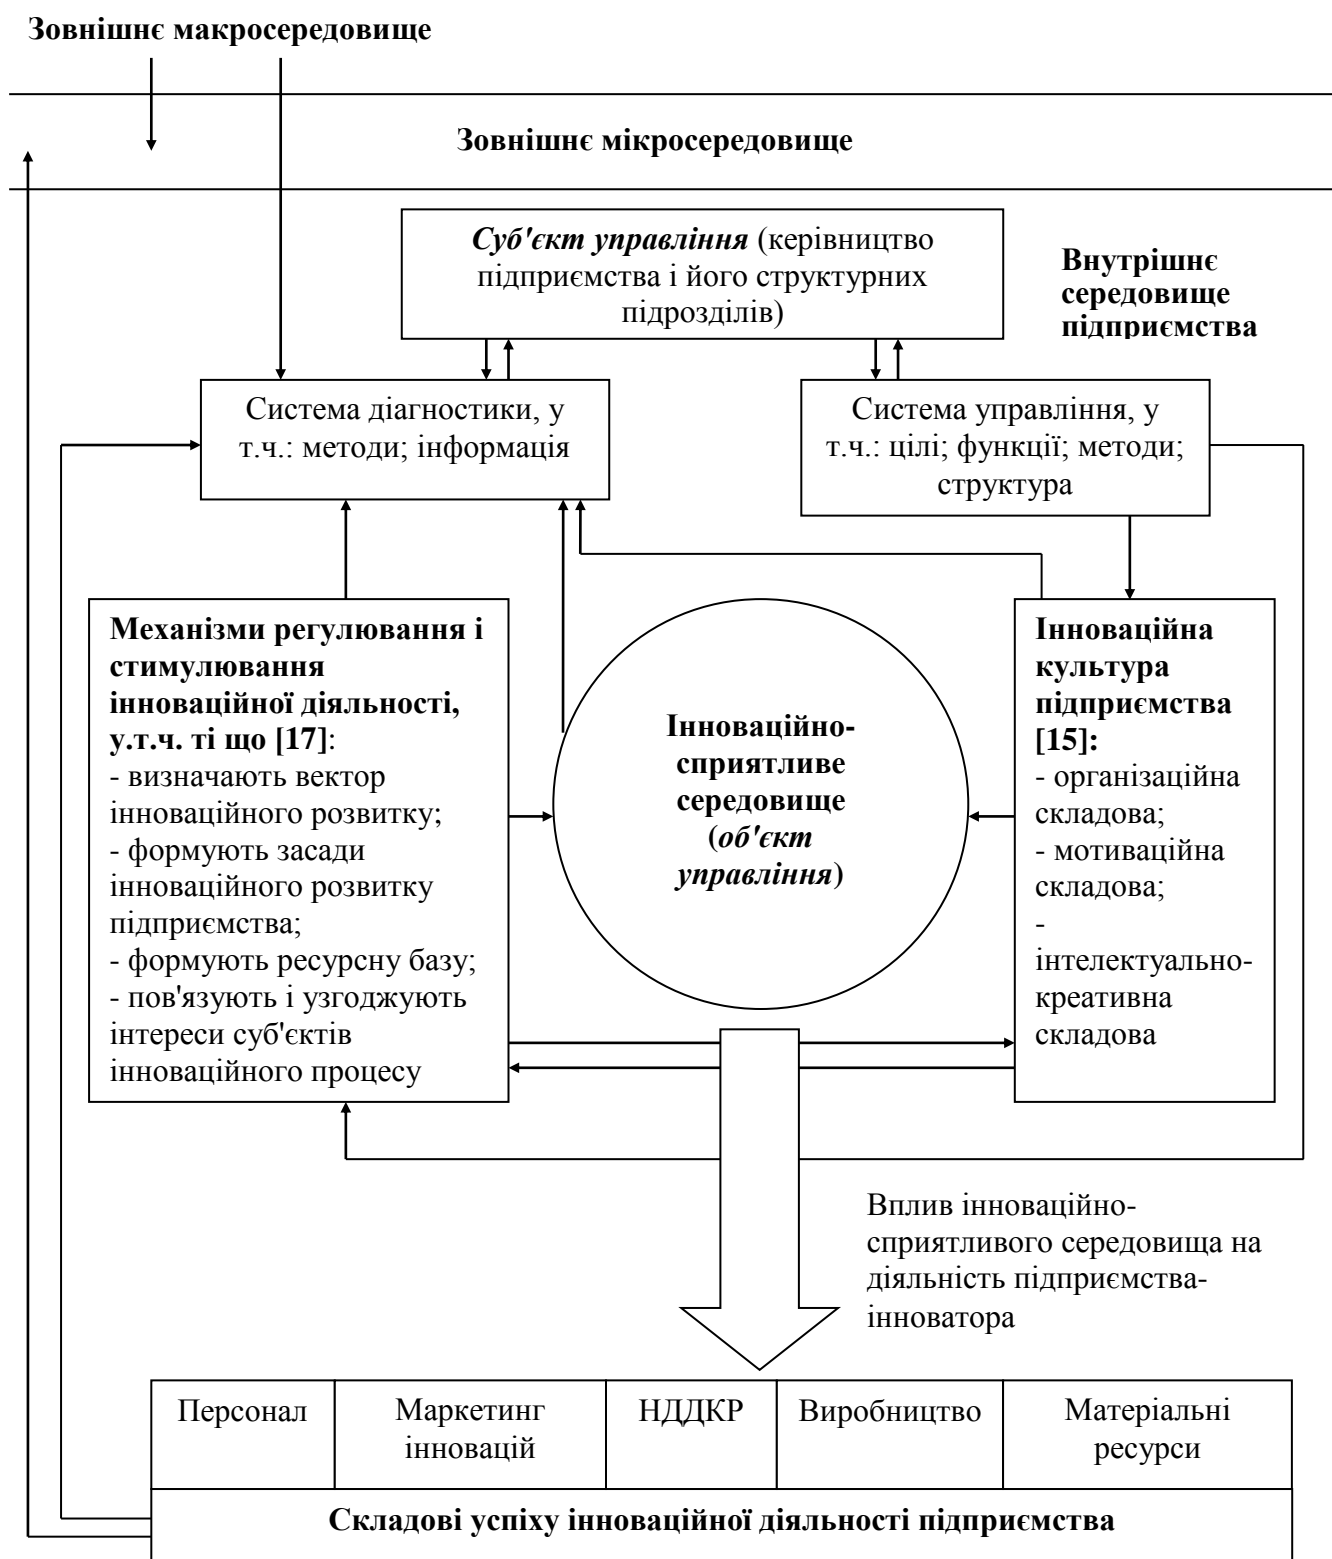 Зовнішнє макросередовище
Зовнішнє мікросередовище
Суб'єкт управління (керівництво
підприємства і його структурних
підрозділів)
Внутрішнє
середовище
підприємства
Система діагностики, у
т.ч.: методи; інформація
Система управління, у
т.ч.: цілі; функції; методи;
структура
Механізми регулювання і
стимулювання
інноваційної діяльності,
у.т.ч. ті що [17]:
- визначають вектор
інноваційного розвитку;
- формують засади
інноваційного розвитку
підприємства;
- формують ресурсну базу;
- пов'язують і узгоджують
інтереси суб'єктів
інноваційного процесу
Інноваційно-
сприятливе
середовище
(об'єкт
управління)
Інноваційна
культура
підприємства
[15]:
- організаційна
складова;
- мотиваційна
складова;
-
інтелектуально-
креативна
складова
Вплив інноваційно-
сприятливого середовища на
діяльність підприємства-
інноватора
Персонал
Маркетинг
інновацій
НДДКР
Виробництво
Матеріальні
ресурси
Складові успіху інноваційної діяльності підприємства